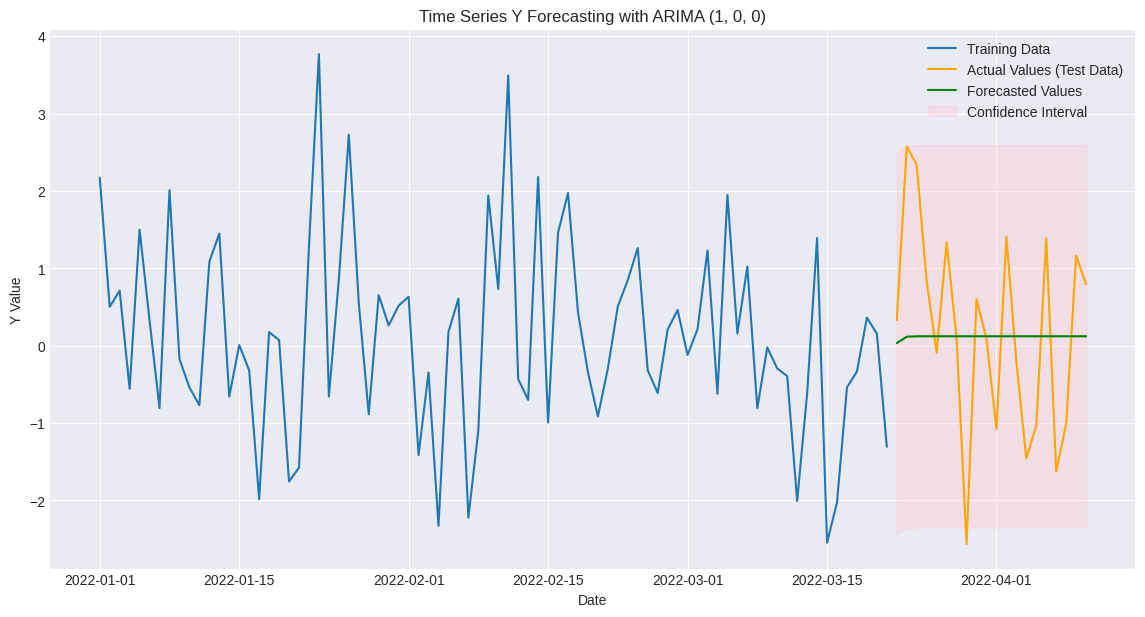 Time Series Y Forecasting with ARIMA (1, 0, 0)
Training Data
Actual Values (Test Data)
Forecasted Values
Confidence Interval
Y Value
4
3
2
1
0
−1
−2
2022-01-01 2022-01-15 2022-02-01 2022-02-15 2022-03-01 2022-03-15 2022-04-01
Date